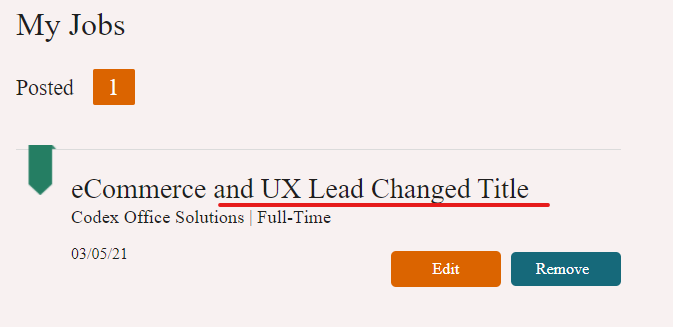 My Jobs
Posted 1
eCommerce and UX Lead Changed Title
Codex Office Solutions | Full-Time
03/05/21
Edit Remove